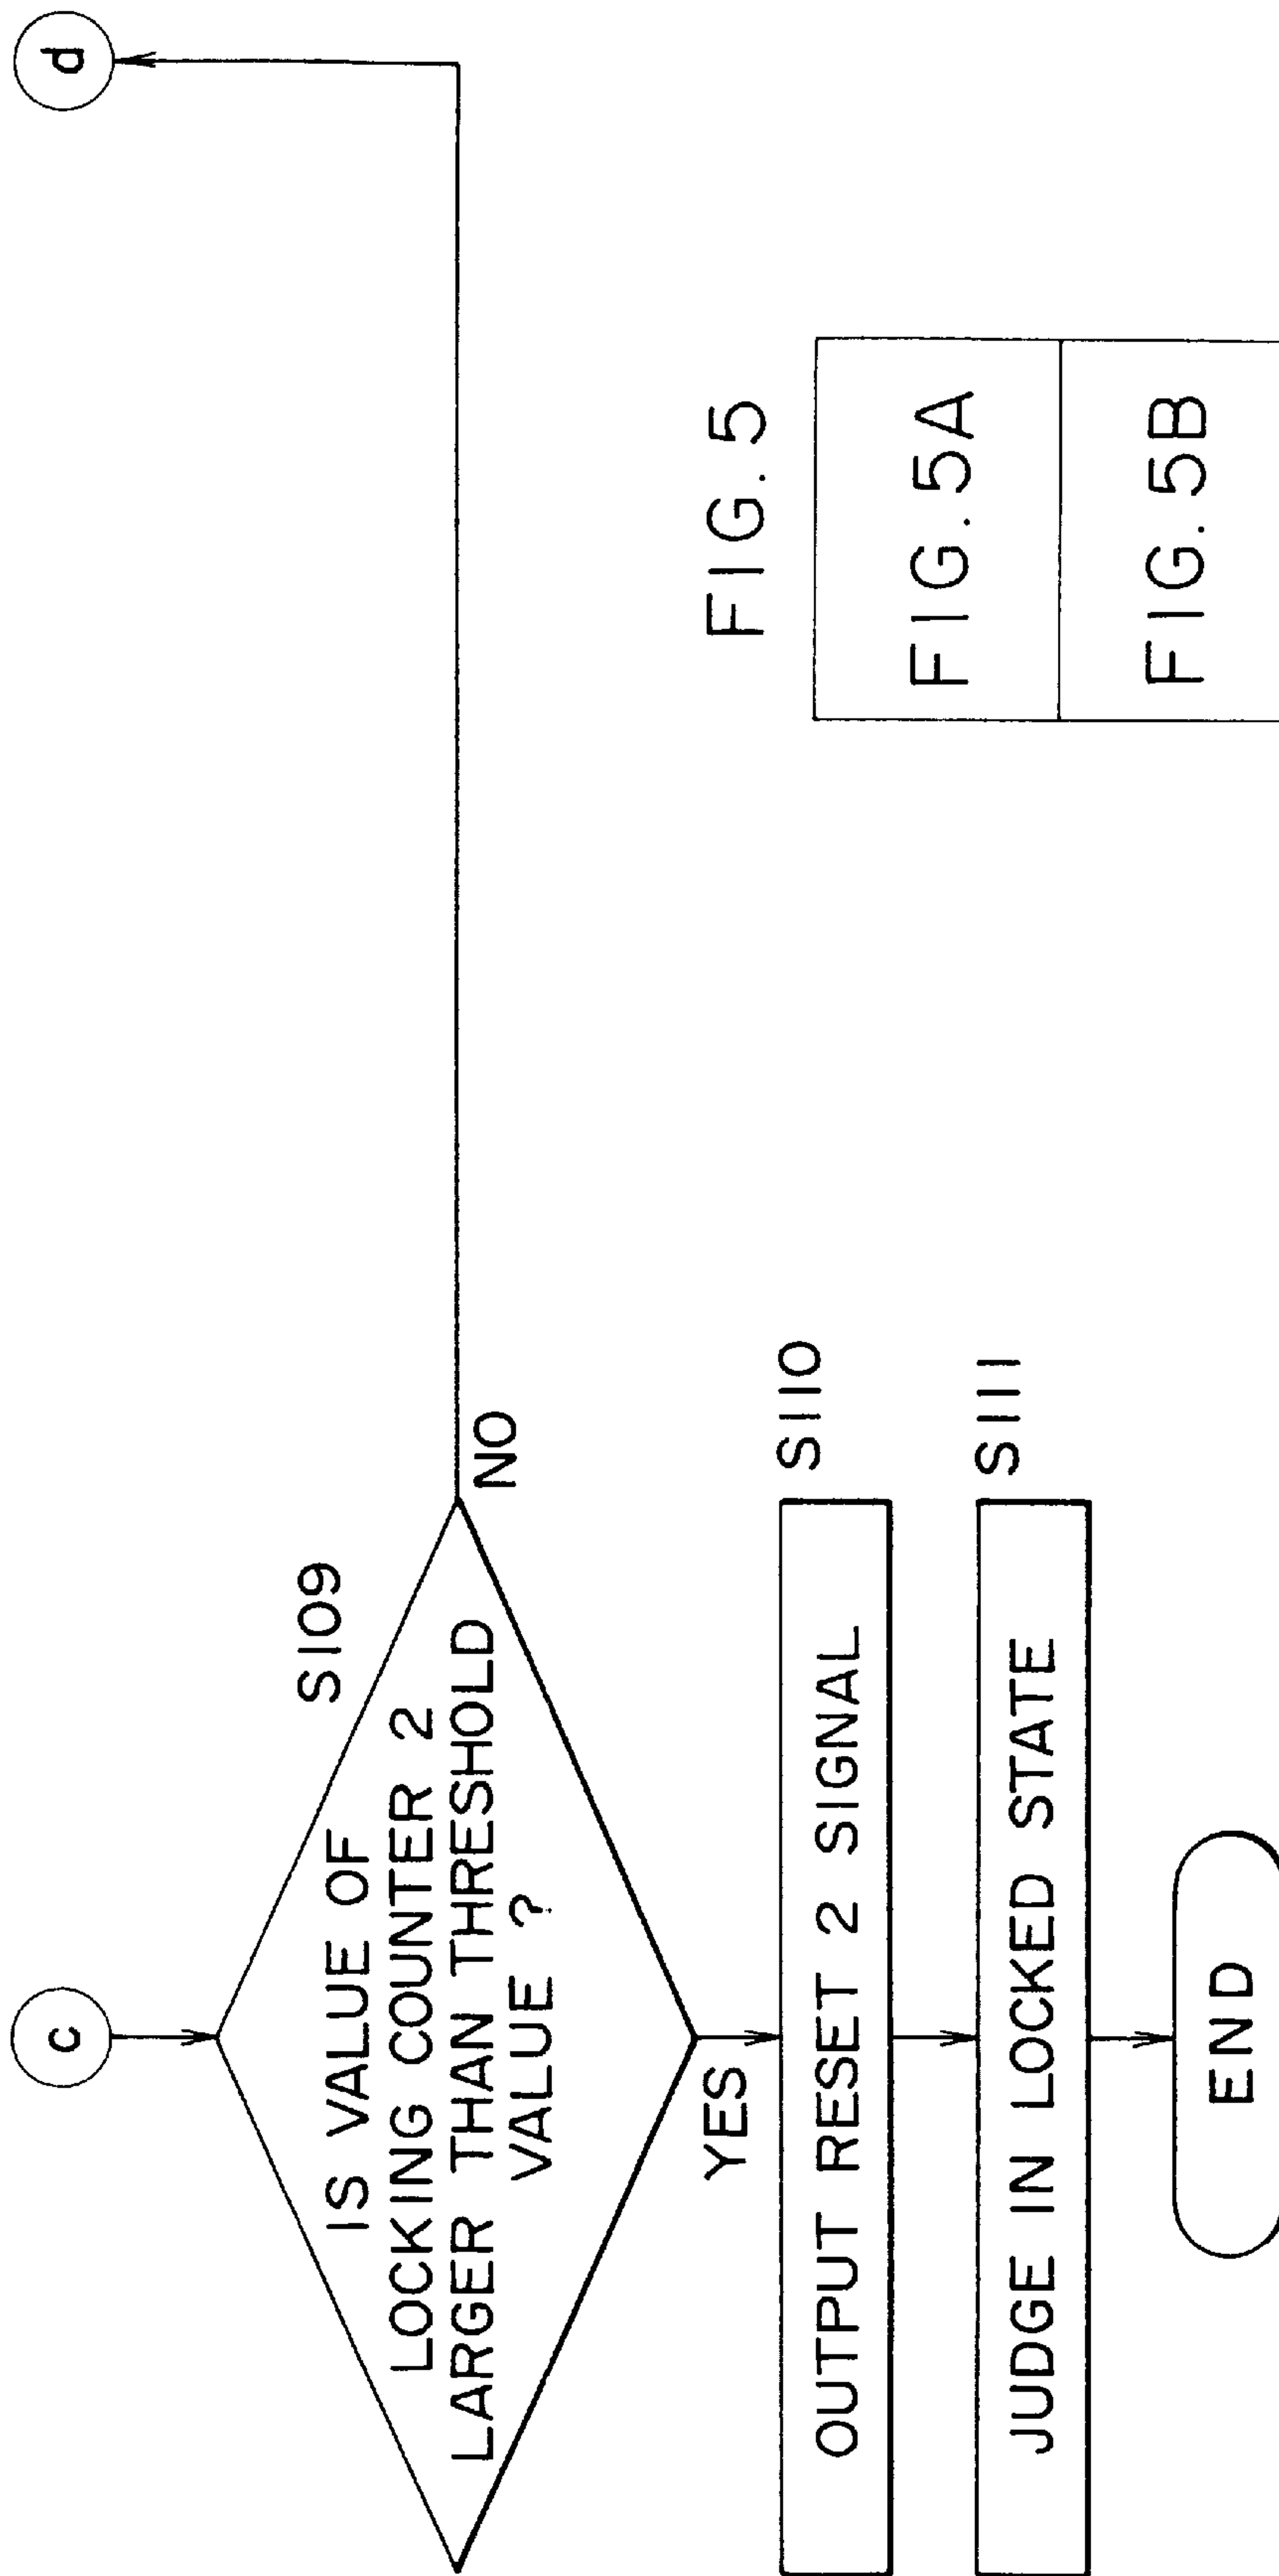 c
d
S109
IS VALUE OF
LOCKING COUNTER 2
LARGER THAN THRESHOLD
VALUE ?
NO
YES
S110
OUTPUT RESET 2 SIGNAL
S111
JUDGE IN LOCKED STATE
END
FIG. 5
FIG. 5A
FIG. 5B